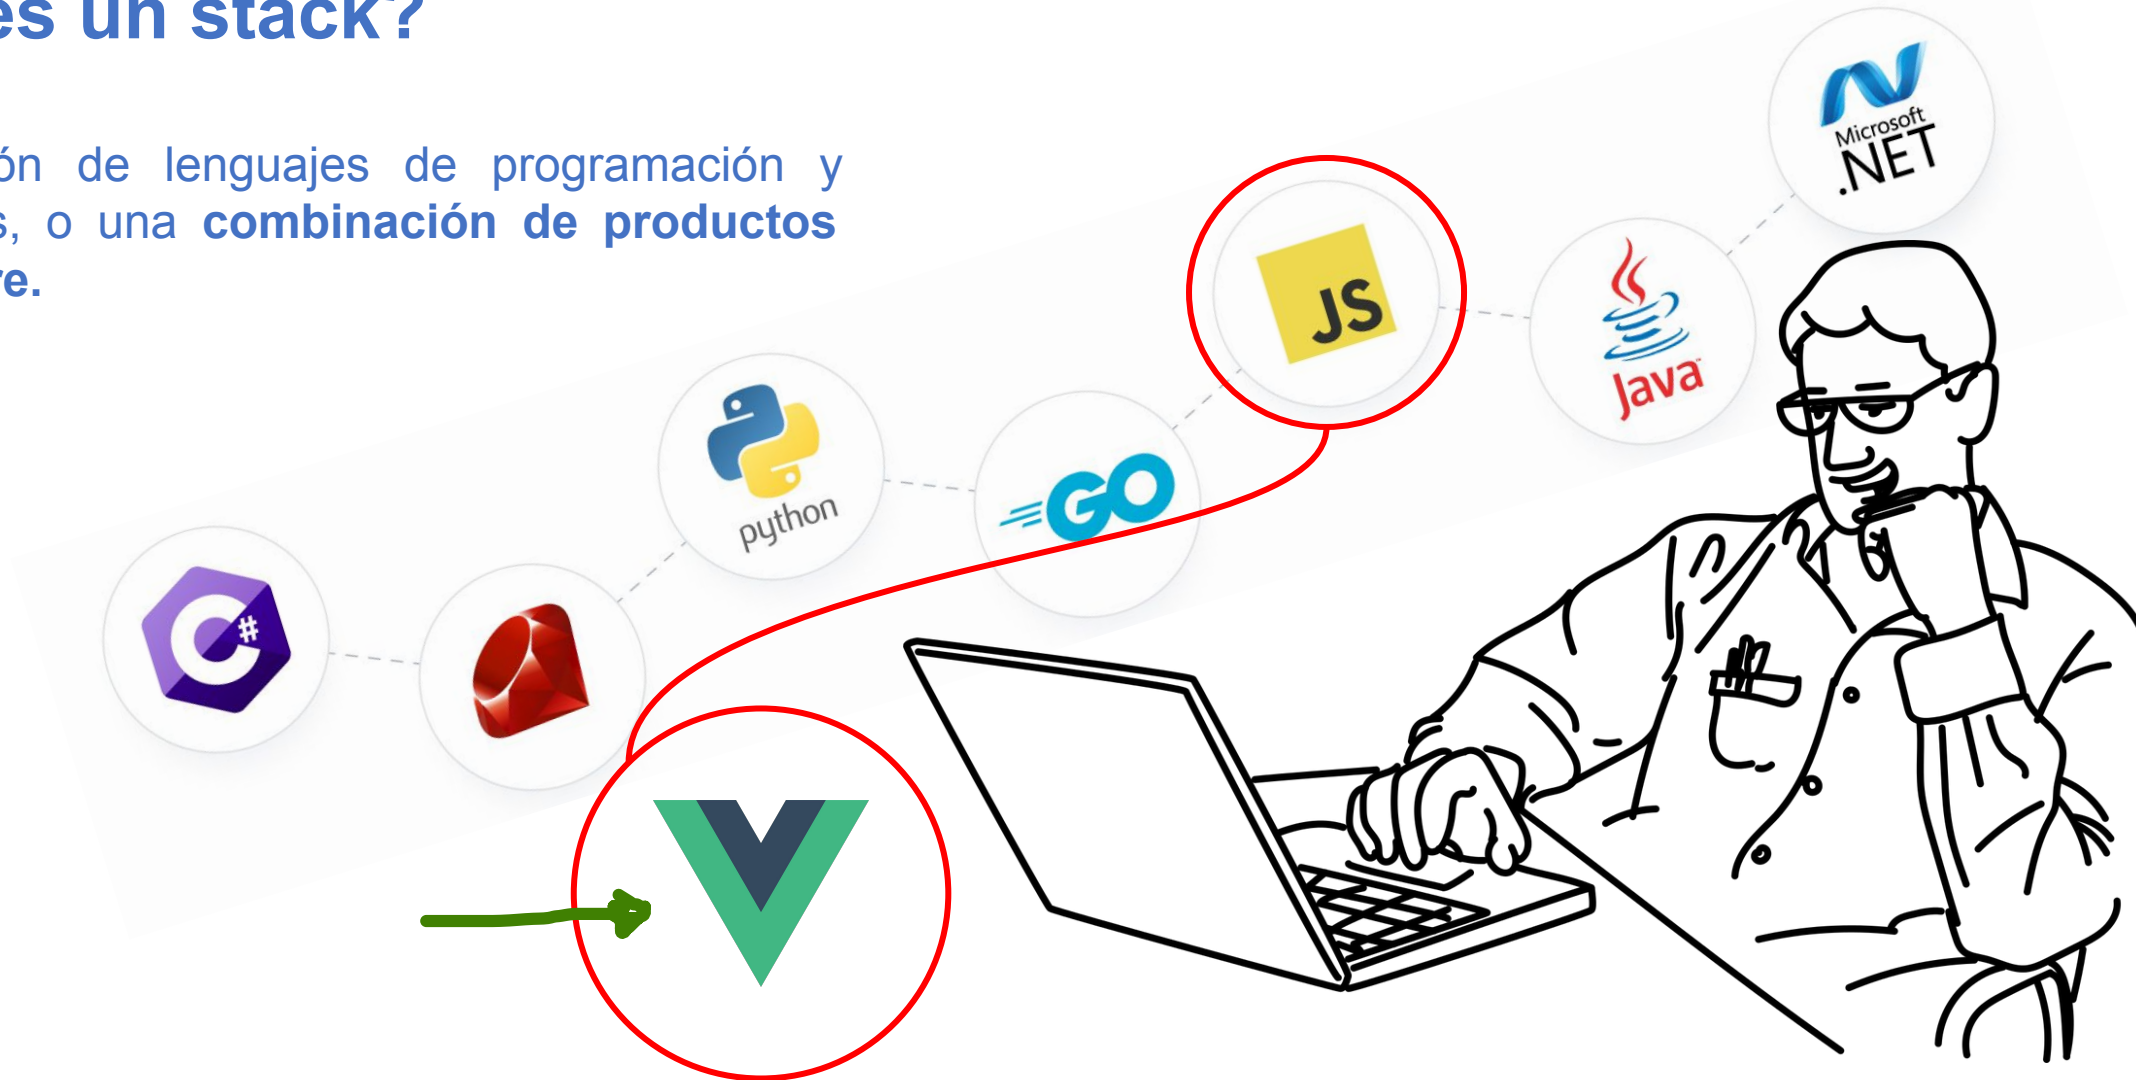 es un stack?
ón de lenguajes de programación y
s, o una combinación de productos
re.
Microsoft
.NET
JS
Java
python
GO
C#